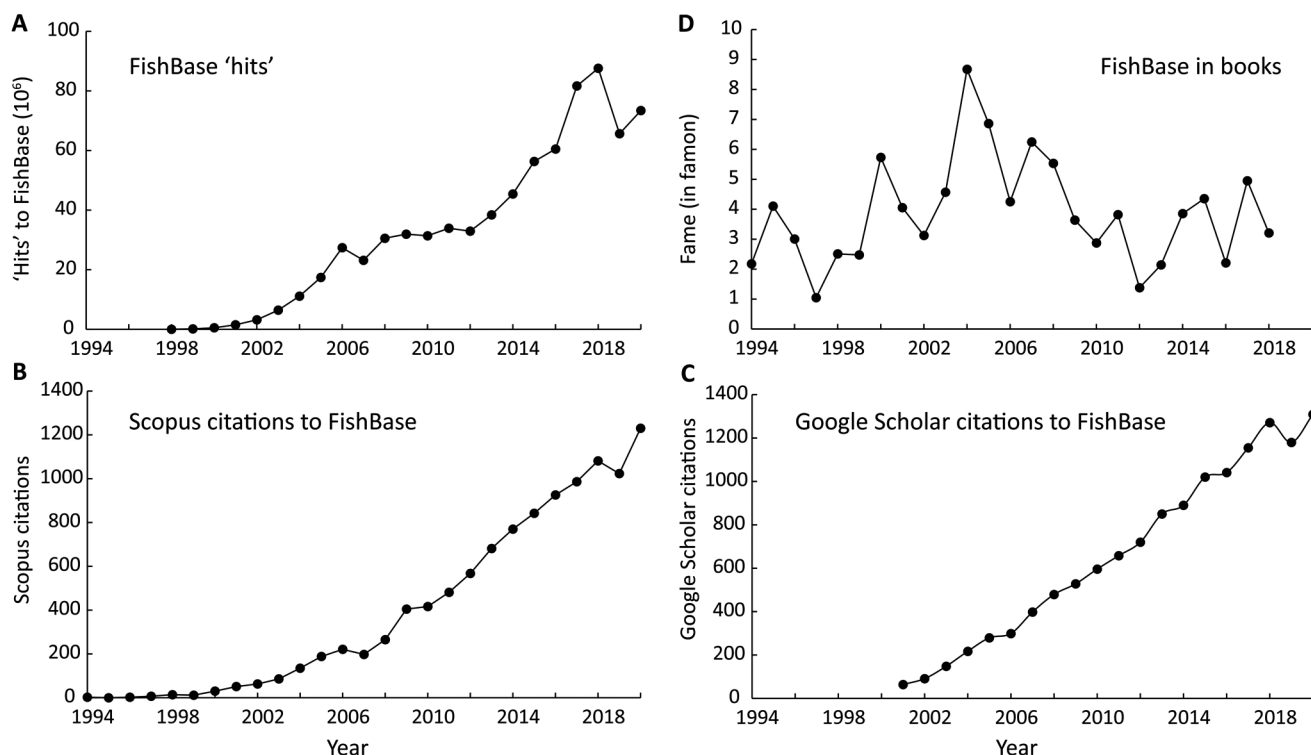 A
FishBase ‘hits’
‘Hits’ to FishBase (10⁶)
100
80
60
40
20
0
1994 1998 2002 2006 2010 2014 2018
D
FishBase in books
Fame (in famon)
10
9
8
7
6
5
4
3
2
1
0
1994 1998 2002 2006 2010 2014 2018
B
Scopus citations to FishBase
Scopus citations
1400
1200
1000
800
600
400
200
0
1994 1998 2002 2006 2010 2014 2018
Year
C
Google Scholar citations to FishBase
Google Scholar citations
1400
1200
1000
800
600
400
200
0
1994 1998 2002 2006 2010 2014 2018
Year